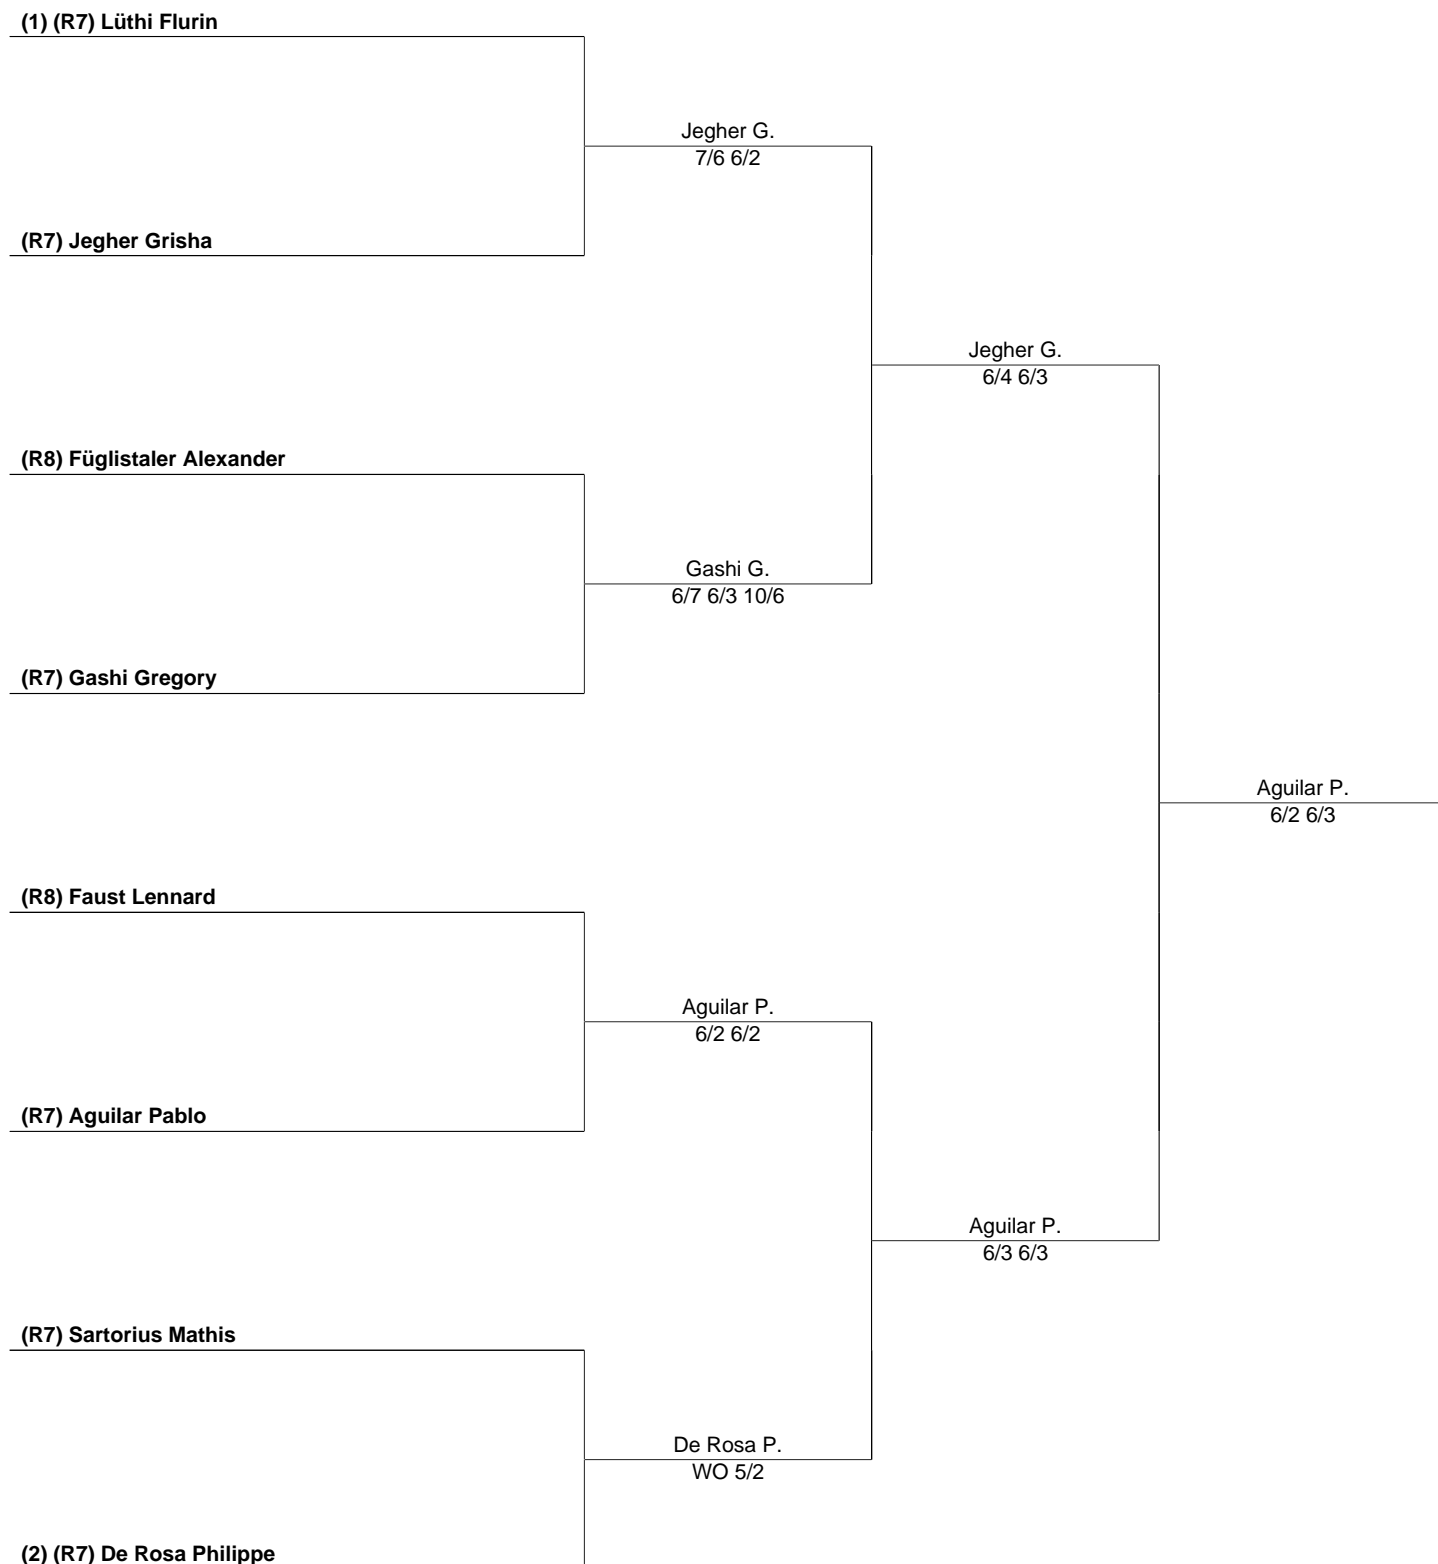 (1) (R7) Lüthi Flurin
Jegher G.
7/6 6/2
(R7) Jegher Grisha
Jegher G.
6/4 6/3
(R8) Füglistaler Alexander
Gashi G.
6/7 6/3 10/6
(R7) Gashi Gregory
Aguilar P.
6/2 6/3
(R8) Faust Lennard
Aguilar P.
6/2 6/2
(R7) Aguilar Pablo
Aguilar P.
6/3 6/3
(R7) Sartorius Mathis
De Rosa P.
WO 5/2
(2) (R7) De Rosa Philippe